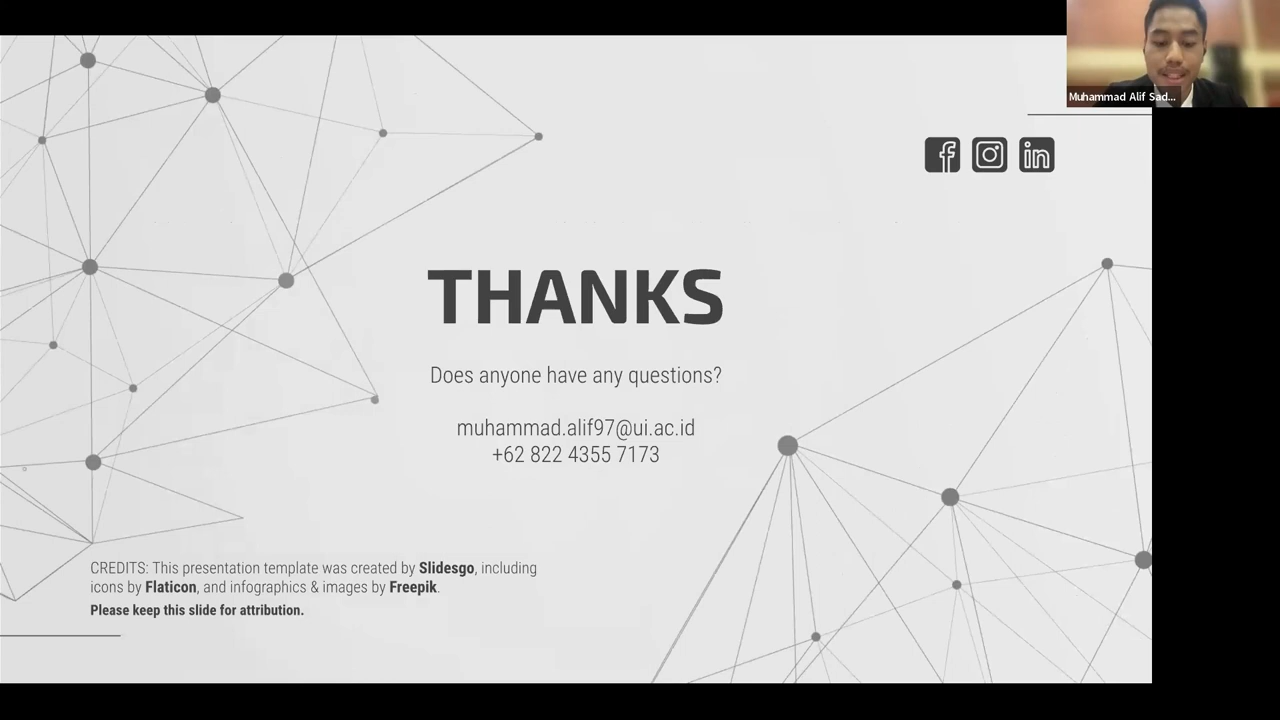 Muhammad Alif Sad...
THANKS
Does anyone have any questions?
muhammad.alif97@ui.ac.id
+62 822 4355 7173
CREDITS: This presentation template was created by Slidesgo, including
icons by Flaticon, and infographics & images by Freepik.
Please keep this slide for attribution.